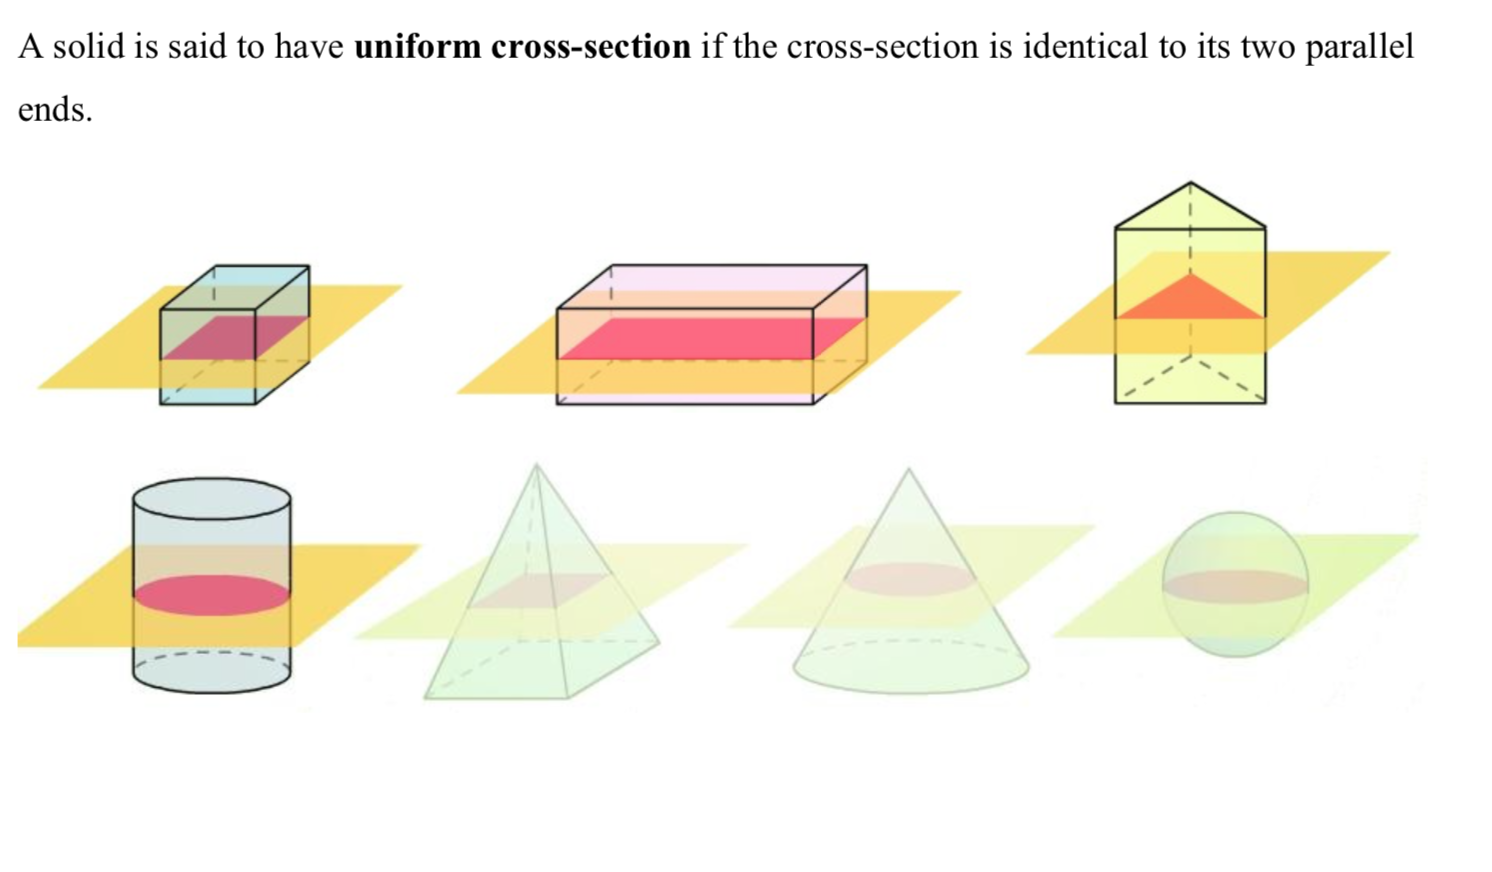 A solid is said to have uniform cross-section if the cross-section is identical to its two parallel
ends.